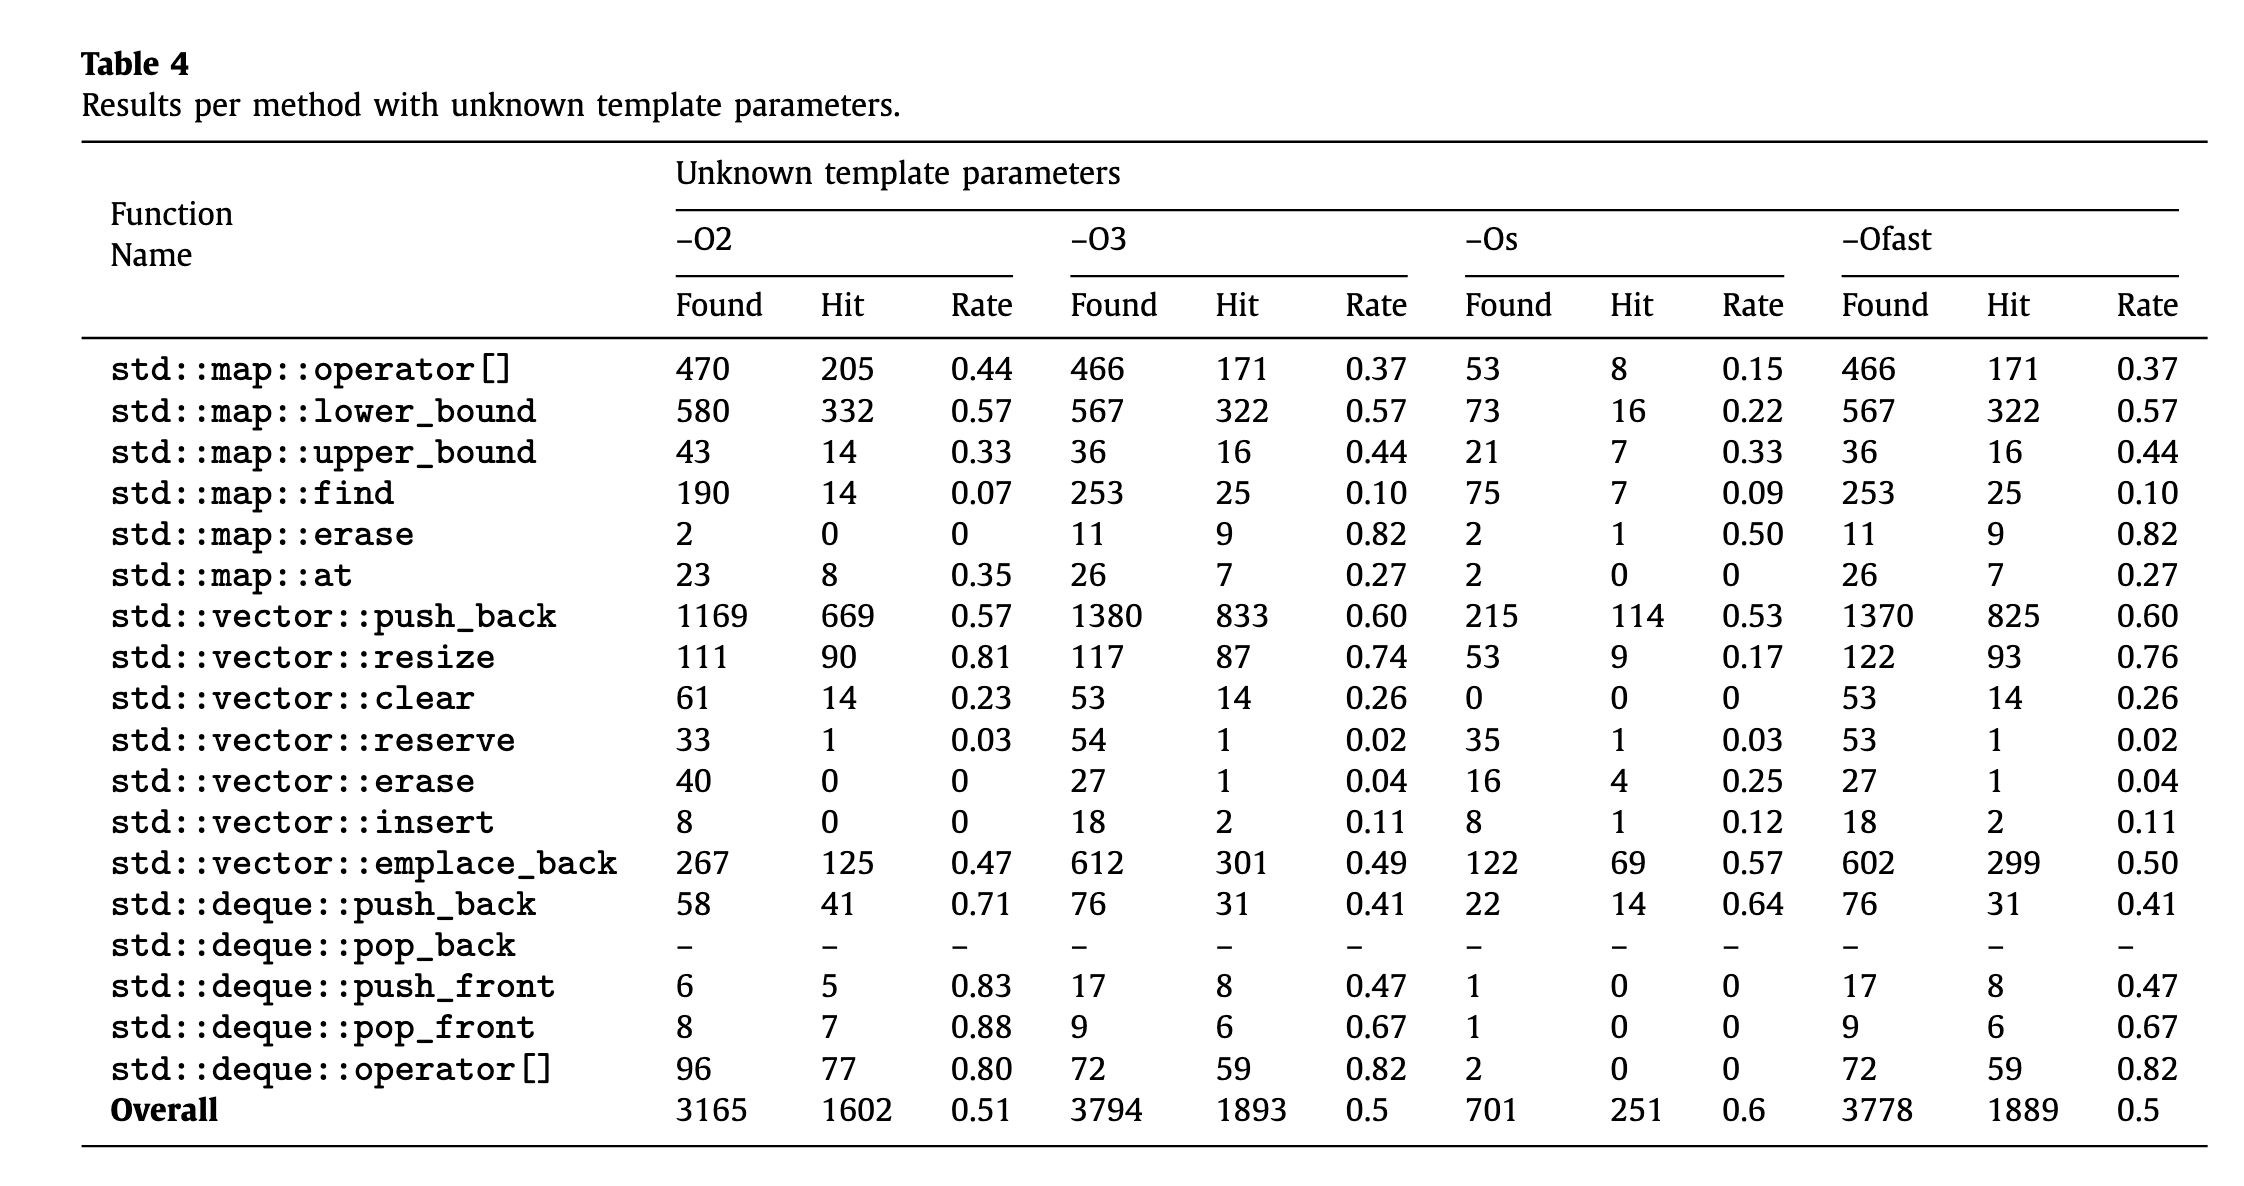 Table 4
Results per method with unknown template parameters.
Unknown template parameters
Function
Name
–O2 –O3 –Os –Ofast
Found Hit Rate Found Hit Rate Found Hit Rate Found Hit Rate
std::map::operator[] 470 205 0.44 466 171 0.37 53 8 0.15 466 171 0.37
std::map::lower_bound 580 332 0.57 567 322 0.57 73 16 0.22 567 322 0.57
std::map::upper_bound 43 14 0.33 36 16 0.44 21 7 0.33 36 16 0.44
std::map::find 190 14 0.07 253 25 0.10 75 7 0.09 253 25 0.10
std::map::erase 2 0 0 11 9 0.82 2 1 0.50 11 9 0.82
std::map::at 23 8 0.35 26 7 0.27 2 0 0 26 7 0.27
std::vector::push_back 1169 669 0.57 1380 833 0.60 215 114 0.53 1370 825 0.60
std::vector::resize 111 90 0.81 117 87 0.74 53 9 0.17 122 93 0.76
std::vector::clear 61 14 0.23 53 14 0.26 0 0 0 53 14 0.26
std::vector::reserve 33 1 0.03 54 1 0.02 35 1 0.03 53 1 0.02
std::vector::erase 40 0 0 27 1 0.04 16 4 0.25 27 1 0.04
std::vector::insert 8 0 0 18 2 0.11 8 1 0.12 18 2 0.11
std::vector::emplace_back 267 125 0.47 612 301 0.49 122 69 0.57 602 299 0.50
std::deque::push_back 58 41 0.71 76 31 0.41 22 14 0.64 76 31 0.41
std::deque::pop_back – – – – – – – – – – – –
std::deque::push_front 6 5 0.83 17 8 0.47 1 0 0 17 8 0.47
std::deque::pop_front 8 7 0.88 9 6 0.67 1 0 0 9 6 0.67
std::deque::operator[] 96 77 0.80 72 59 0.82 2 0 0 72 59 0.82
Overall 3165 1602 0.51 3794 1893 0.5 701 251 0.6 3778 1889 0.5